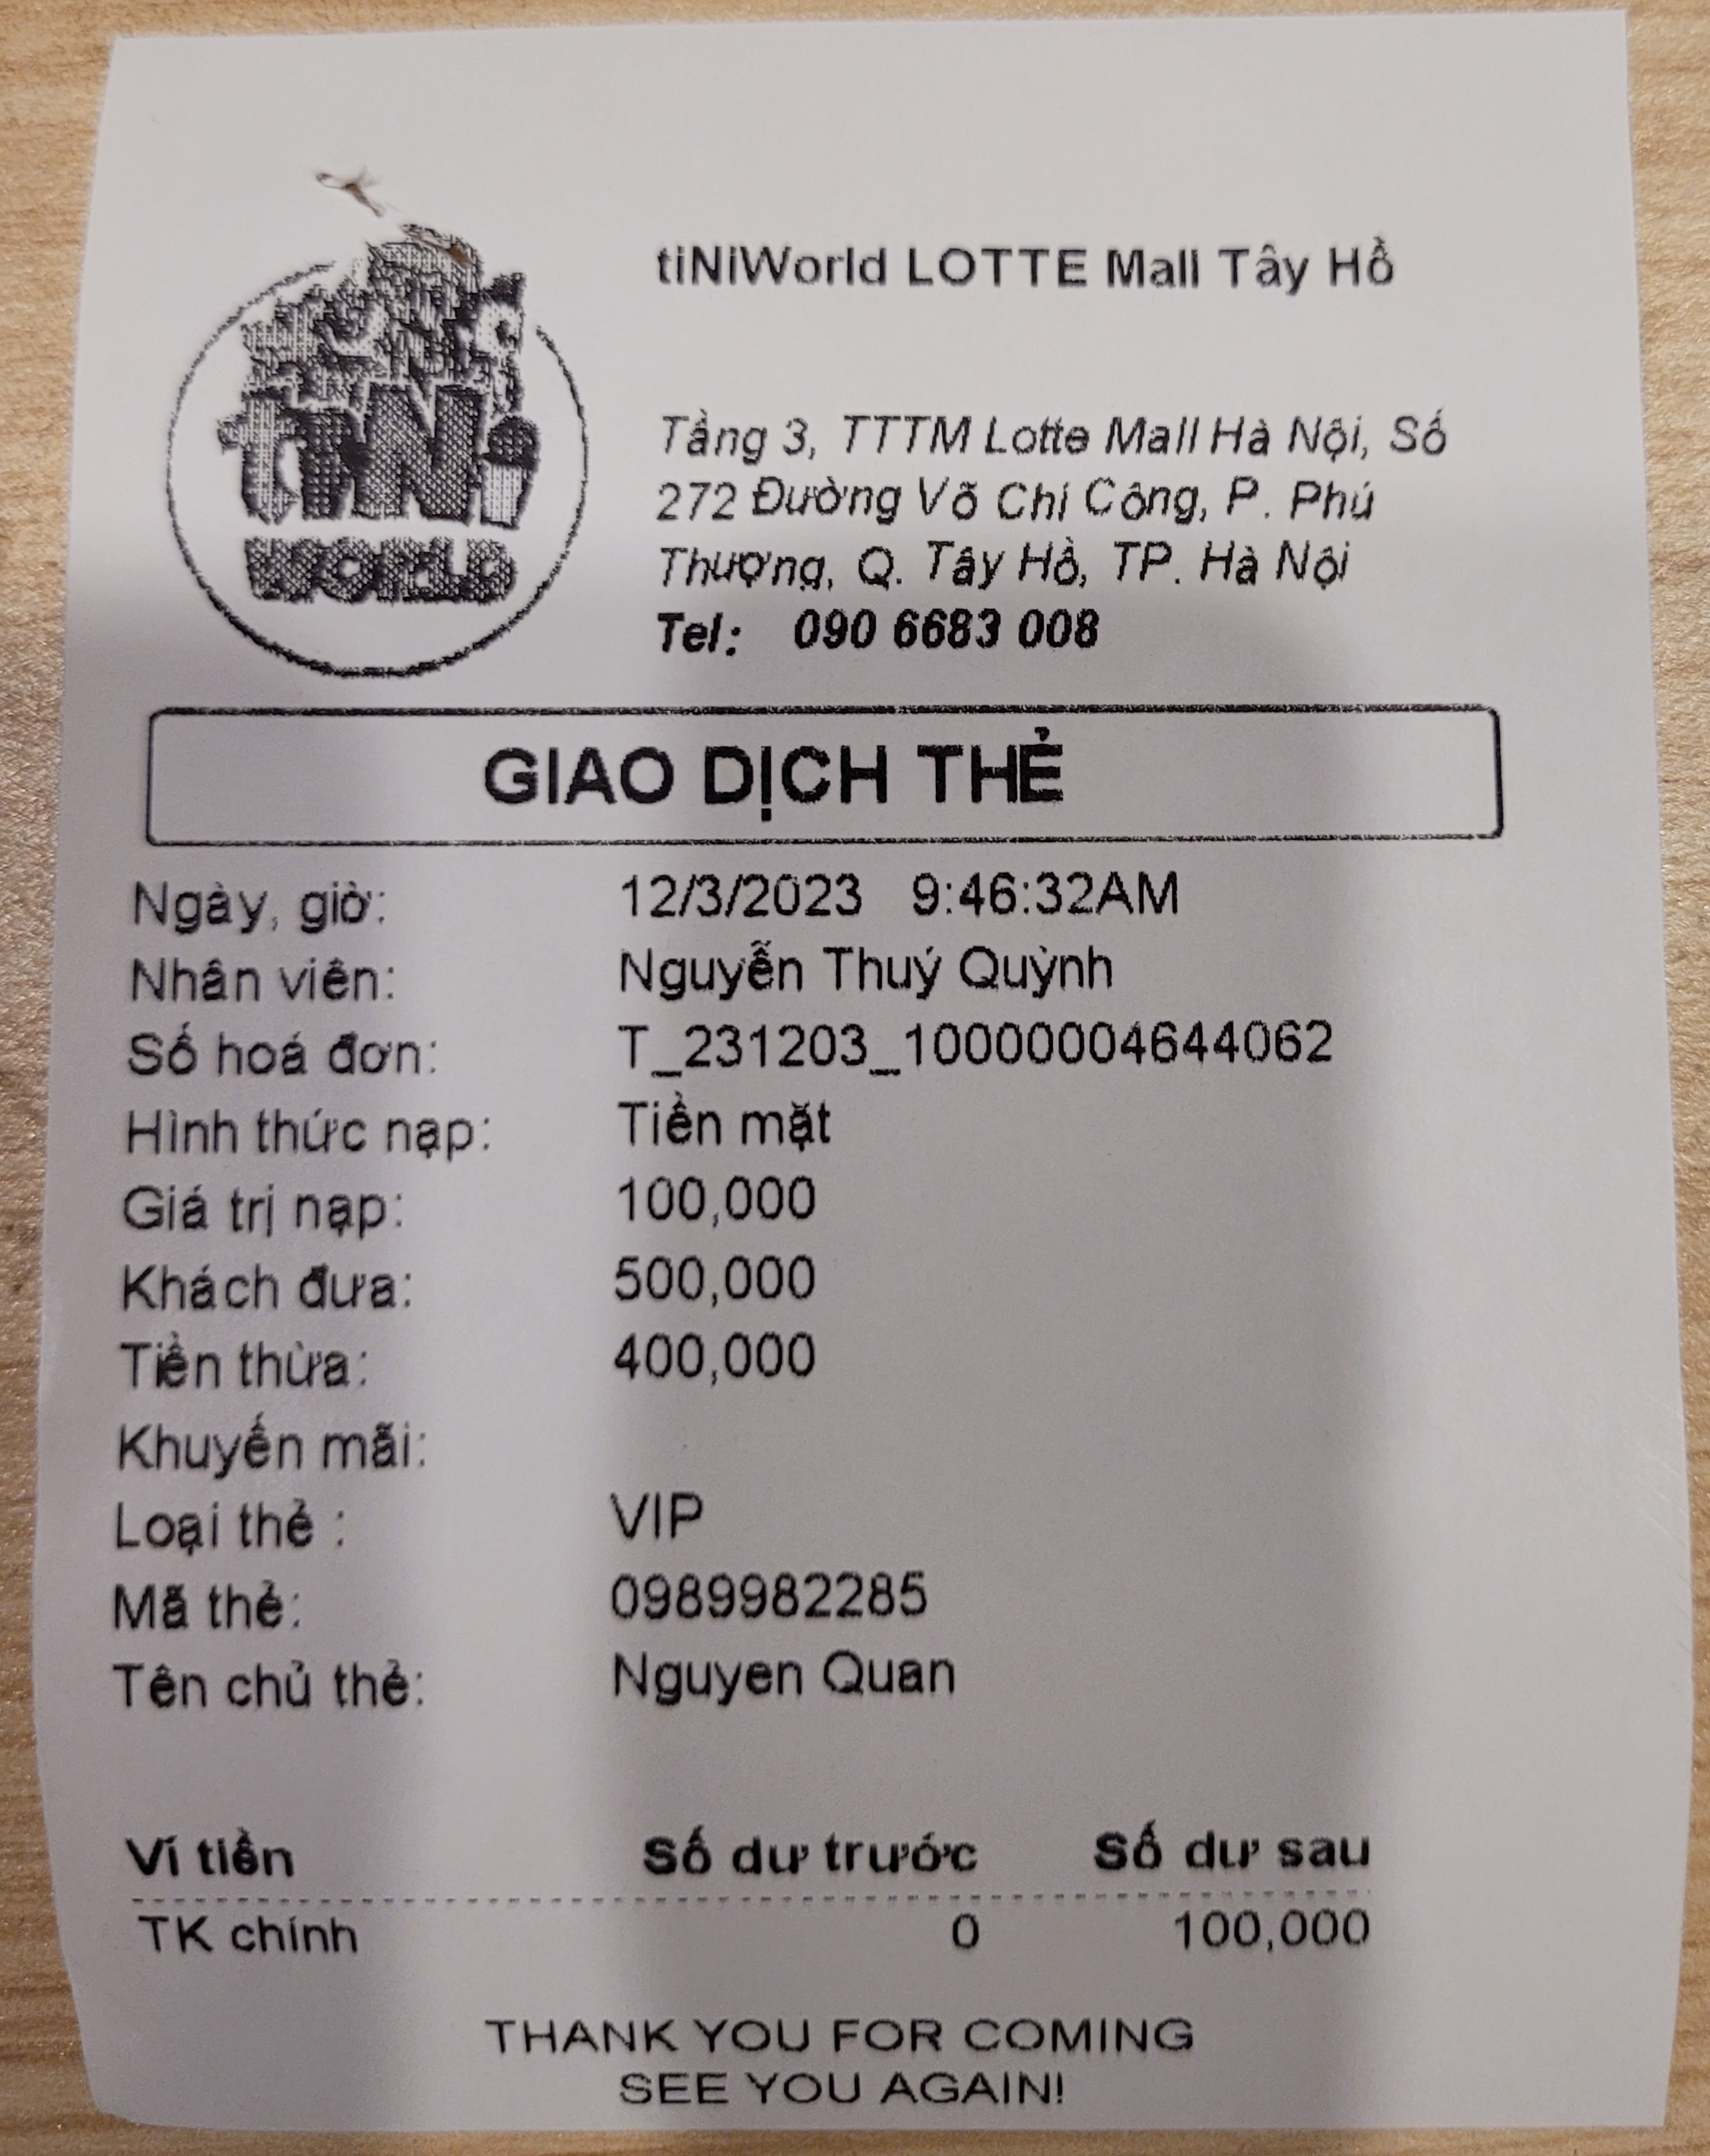 tiNi
WORLD
tiNiWorld LOTTE Mall Tây Hồ
Tầng 3, TTTM Lotte Mall Hà Nội, Số
272 Đường Võ Chí Công, P. Phú
Thượng, Q. Tây Hồ, TP. Hà Nội
Tel: 090 6683 008
GIAO DỊCH THẺ
Ngày, giờ: 12/3/2023 9:46:32AM
Nhân viên: Nguyễn Thuý Quỳnh
Số hoá đơn: T_231203_10000004644062
Hình thức nạp: Tiền mặt
Giá trị nạp: 100,000
Khách đưa: 500,000
Tiền thừa: 400,000
Khuyến mãi:
Loại thẻ : VIP
Mã thẻ: 0989982285
Tên chủ thẻ: Nguyen Quan
Ví tiền Số dư trước Số dư sau
TK chính 0 100,000
THANK YOU FOR COMING
SEE YOU AGAIN!